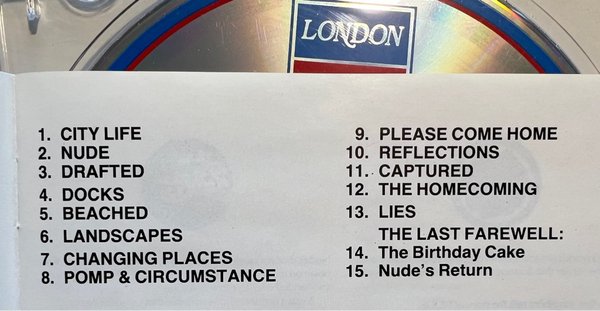 LONDON
1. CITY LIFE
2. NUDE
3. DRAFTED
4. DOCKS
5. BEACHED
6. LANDSCAPES
7. CHANGING PLACES
8. POMP & CIRCUMSTANCE
9. PLEASE COME HOME
10. REFLECTIONS
11. CAPTURED
12. THE HOMECOMING
13. LIES
THE LAST FAREWELL:
14. The Birthday Cake
15. Nude's Return